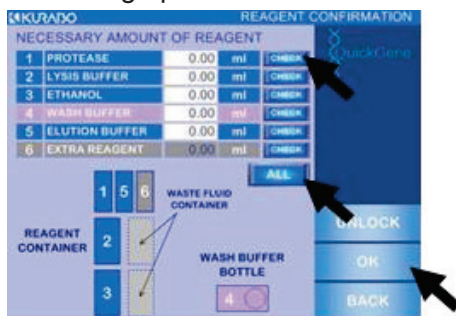 KURABO REAGENT CONFIRMATION
NECESSARY AMOUNT OF REAGENT
QuickGene
1 PROTEASE 0.00 ml CHECK
2 LYSIS BUFFER 0.00 ml CHECK
3 ETHANOL 0.00 ml CHECK
4 WASH BUFFER 0.00 ml CHECK
5 ELUTION BUFFER 0.00 ml CHECK
6 EXTRA REAGENT 0.00 ml CHECK
ALL
1 5 6
WASTE FLUID
CONTAINER
UNLOCK
REAGENT
CONTAINER
2
WASH BUFFER
BOTTLE
OK
3
4
BACK